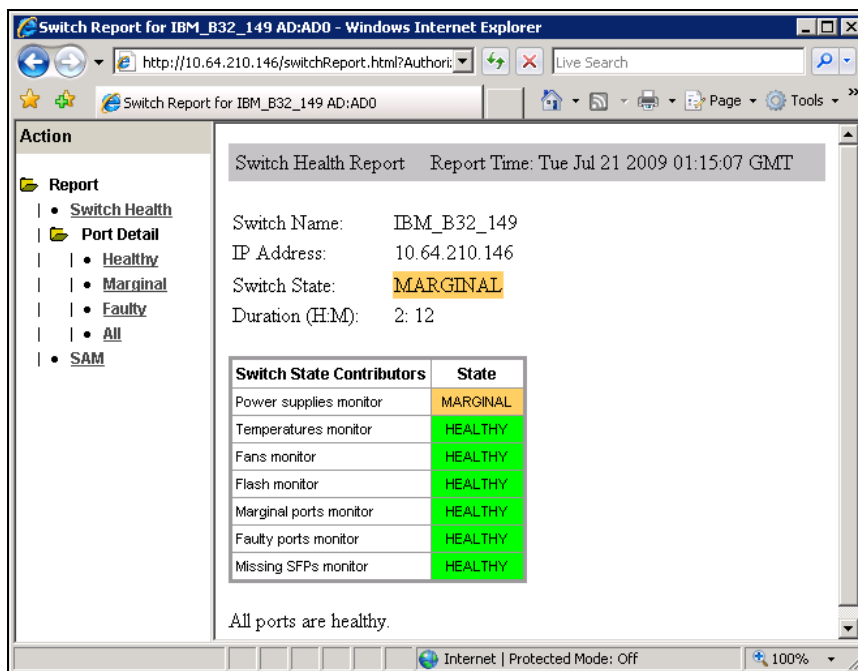 Switch Report for IBM_B32_149 AD:AD0 - Windows Internet Explorer
http://10.64.210.146/switchReport.html?Authori:
Live Search
Switch Report for IBM_B32_149 AD:AD0
Page
Tools
»
Action
Report
Switch Health
Port Detail
Healthy
Marginal
Faulty
All
SAM
Switch Health Report Report Time: Tue Jul 21 2009 01:15:07 GMT
Switch Name: IBM_B32_149
IP Address: 10.64.210.146
Switch State: MARGINAL
Duration (H:M): 2: 12
Switch State Contributors State
Power supplies monitor MARGINAL
Temperatures monitor HEALTHY
Fans monitor HEALTHY
Flash monitor HEALTHY
Marginal ports monitor HEALTHY
Faulty ports monitor HEALTHY
Missing SFPs monitor HEALTHY
All ports are healthy.
Internet | Protected Mode: Off
100%